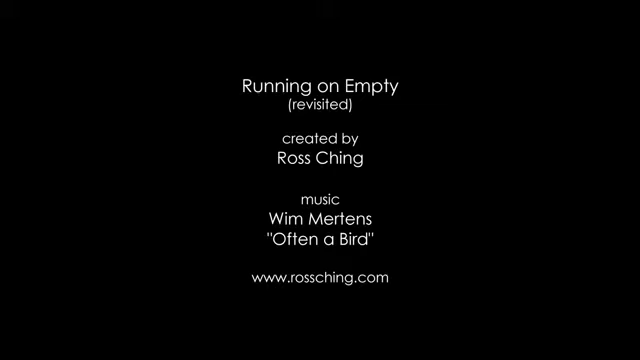 Running on Empty
(revisited)
created by
Ross Ching
music
Wim Mertens
"Often a Bird"
www.rossching.com